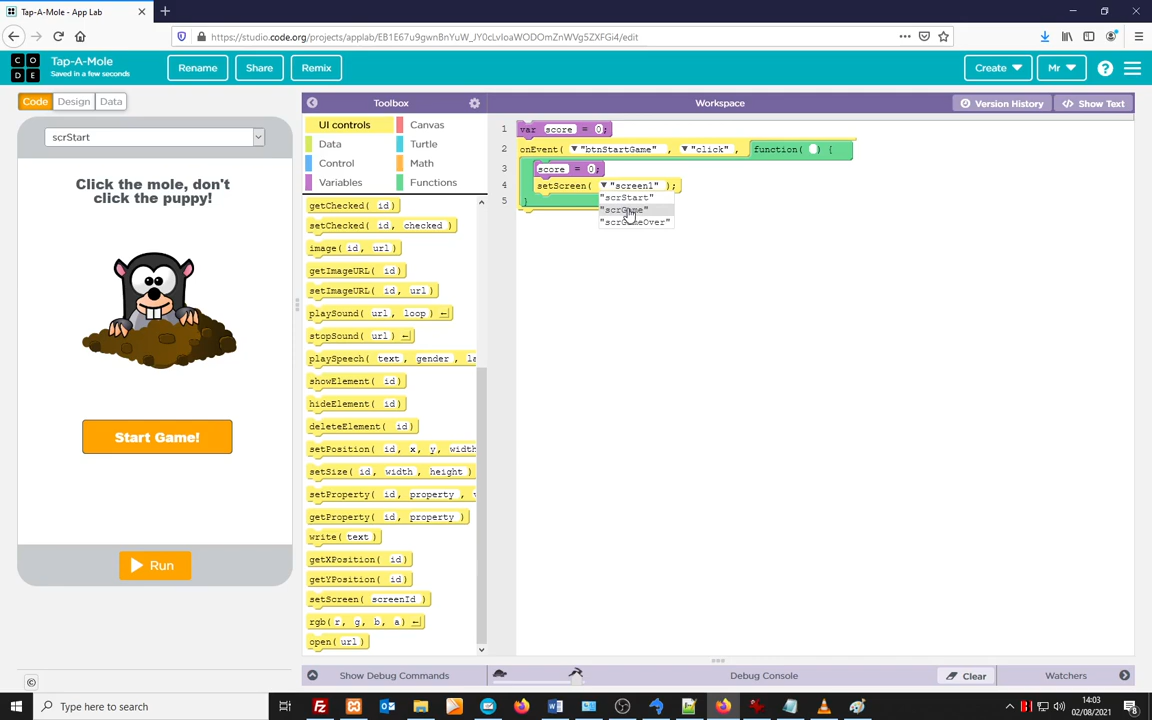 Tap-A-Mole - App Lab
https://studio.code.org/projects/applab/EB1E67u9gwnBnYuW_JY0cLvIoaWODOmZnWVg5ZXFGi4/edit
C O
D E
Tap-A-Mole
Saved in a few seconds
Rename
Share
Remix
Create
Mr
?
Code
Design
Data
Toolbox
Workspace
Version History
Show Text
scrStart
Click the mole, don't
click the puppy!
Start Game!
Run
UI controls
Canvas
Data
Turtle
Control
Math
Variables
Functions
getChecked( id)
setChecked( id, checked )
image( id, url)
getImageURL( id)
setImageURL( id, url)
playSound( url, loop)
stopSound( url)
playSpeech( text, gender, la
showElement( id)
hideElement( id)
deleteElement( id)
setPosition( id, x, y, width
setSize( id, width, height)
setProperty( id, property,
getProperty( id, property)
write( text)
getXPosition( id)
getYPosition( id)
setScreen( screenId )
rgb( r, g, b, a)
open( url)
1 var score = 0;
2 onEvent( "btnStartGame" , "click", function( ) {
3 score = 0;
4 setScreen( "screen1" );
5 }
"scrStart"
"scrGame"
"scrGameOver"
Show Debug Commands
Debug Console
Clear
Watchers
Type here to search
14:03
02/08/2021
8